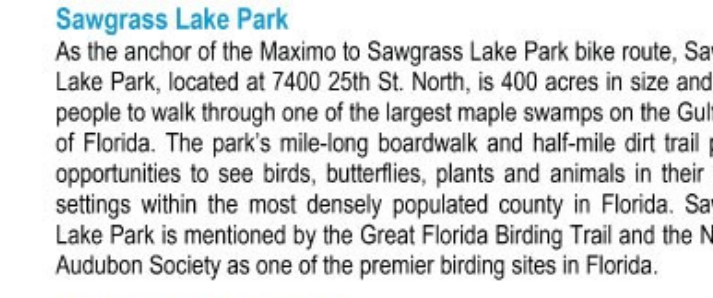 Sawgrass Lake Park
As the anchor of the Maximo to Sawgrass Lake Park bike route,
Lake Park, located at 7400 25th St. North, is 400 acres in size and
people to walk through one of the largest maple swamps on the
of Florida. The park's mile-long boardwalk and half-mile dirt trail
opportunities to see birds, butterflies, plants and animals in their
settings within the most densely populated county in Florida.
Lake Park is mentioned by the Great Florida Birding Trail and the
Audubon Society as one of the premier birding sites in Florida.